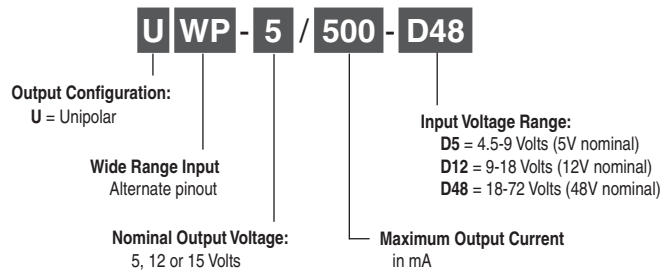 U WP - 5 / 500 - D48
Output Configuration:
U = Unipolar
Wide Range Input
Alternate pinout
Nominal Output Voltage:
5, 12 or 15 Volts
Input Voltage Range:
D5 = 4.5-9 Volts (5V nominal)
D12 = 9-18 Volts (12V nominal)
D48 = 18-72 Volts (48V nominal)
Maximum Output Current
in mA